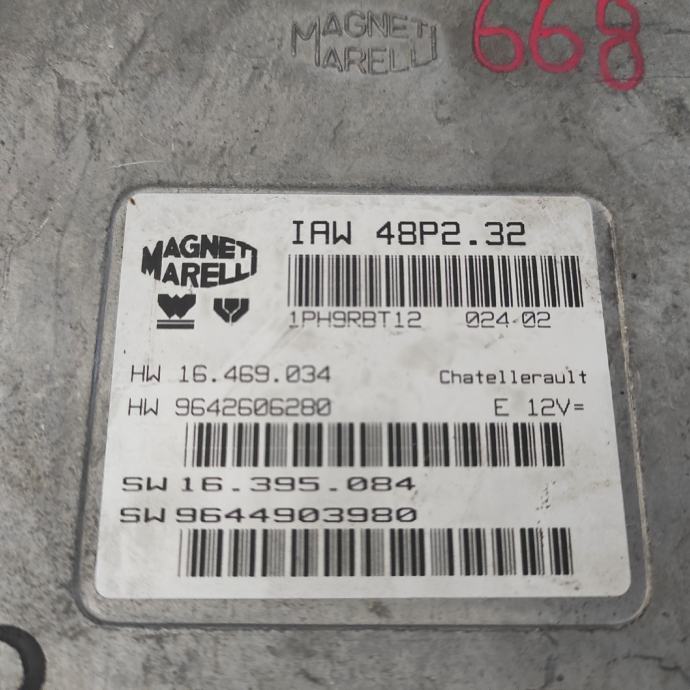 MAGNETI
MARELLI
668
MAGNETI
MARELLI
IAW 48P2.32
1PH9RBT12 024-02
HW 16.469.034 Chatellerault
HW 9642606280 E 12V=
SW 16.395.084
SW 9644903980